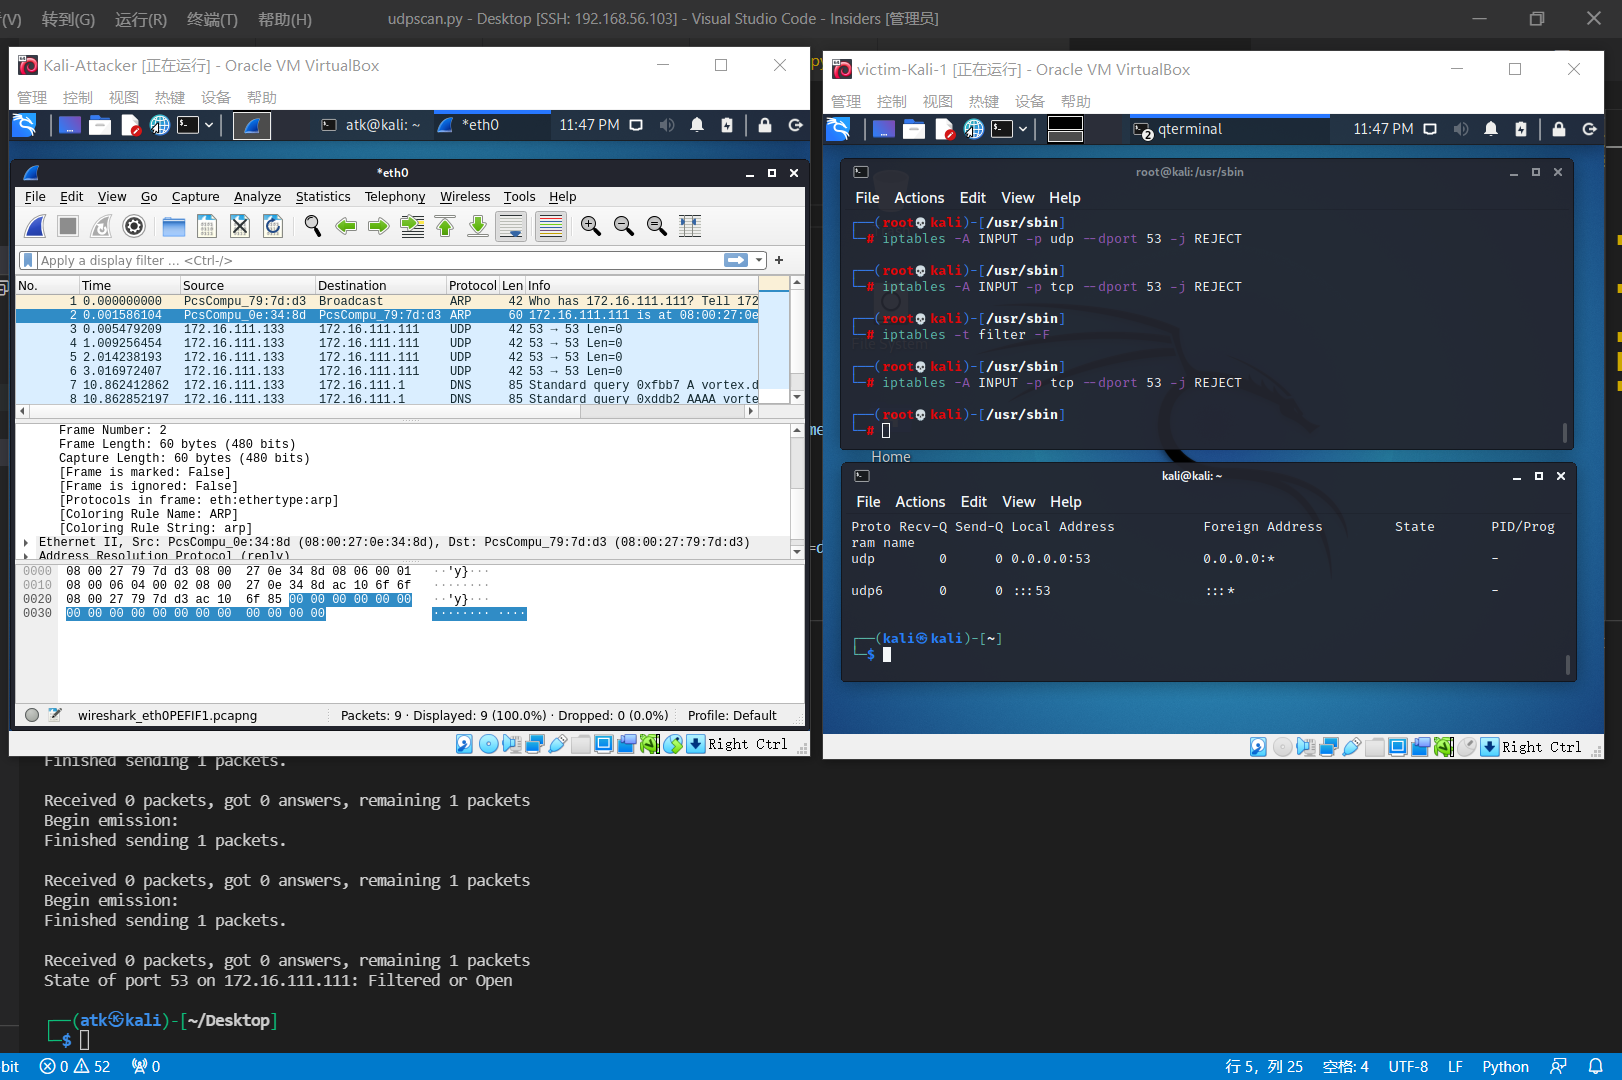 (V) 转到(G) 运行(R) 终端(T) 帮助(H) udpscan.py - Desktop [SSH: 192.168.56.103] - Visual Studio Code - Insiders [管理员]
Kali-Attacker [正在运行] - Oracle VM VirtualBox
管理 控制 视图 热键 设备 帮助
atk@kali: ~ *eth0 11:47 PM
*eth0
File Edit View Go Capture Analyze Statistics Telephony Wireless Tools Help
Apply a display filter … <Ctrl-/>
No. Time Source Destination Protocol Len Info
1 0.000000000 PcsCompu_79:7d:d3 Broadcast ARP 42 Who has 172.16.111.111? Tell 172
2 0.001586104 PcsCompu_0e:34:8d PcsCompu_79:7d:d3 ARP 60 172.16.111.111 is at 08:00:27:0e
3 0.005479209 172.16.111.133 172.16.111.111 UDP 42 53 → 53 Len=0
4 1.009256454 172.16.111.133 172.16.111.111 UDP 42 53 → 53 Len=0
5 2.014238193 172.16.111.133 172.16.111.111 UDP 42 53 → 53 Len=0
6 3.016972407 172.16.111.133 172.16.111.111 UDP 42 53 → 53 Len=0
7 10.862412862 172.16.111.133 172.16.111.1 DNS 85 Standard query 0xfbb7 A vortex.d
8 10.862852197 172.16.111.133 172.16.111.1 DNS 85 Standard query 0xddb2 AAAA vorte
Frame Number: 2
Frame Length: 60 bytes (480 bits)
Capture Length: 60 bytes (480 bits)
[Frame is marked: False]
[Frame is ignored: False]
[Protocols in frame: eth:ethertype:arp]
[Coloring Rule Name: ARP]
[Coloring Rule String: arp]
Ethernet II, Src: PcsCompu_0e:34:8d (08:00:27:0e:34:8d), Dst: PcsCompu_79:7d:d3 (08:00:27:79:7d:d3)
Address Resolution Protocol (reply)
0000 08 00 27 79 7d d3 08 00 27 0e 34 8d 08 06 00 01 ··'y}···
0010 08 00 06 04 00 02 08 00 27 0e 34 8d ac 10 6f 6f ········
0020 08 00 27 79 7d d3 ac 10 6f 85 00 00 00 00 00 00 ··'y}···
0030 00 00 00 00 00 00 00 00 00 00 00 00 ········ ····
wireshark_eth0PEFIF1.pcapng Packets: 9 · Displayed: 9 (100.0%) · Dropped: 0 (0.0%) Profile: Default
Right Ctrl
victim-Kali-1 [正在运行] - Oracle VM VirtualBox
管理 控制 视图 热键 设备 帮助
2 qterminal 11:47 PM
root@kali: /usr/sbin
File Actions Edit View Help
┌──(root💀kali)-[/usr/sbin]
└─# iptables -A INPUT -p udp --dport 53 -j REJECT
┌──(root💀kali)-[/usr/sbin]
└─# iptables -A INPUT -p tcp --dport 53 -j REJECT
┌──(root💀kali)-[/usr/sbin]
└─# iptables -t filter -F
┌──(root💀kali)-[/usr/sbin]
└─# iptables -A INPUT -p tcp --dport 53 -j REJECT
┌──(root💀kali)-[/usr/sbin]
└─#
Home
kali@kali: ~
File Actions Edit View Help
Proto Recv-Q Send-Q Local Address Foreign Address State PID/Prog
ram name
udp 0 0 0.0.0.0:53 0.0.0.0:* -
udp6 0 0 :::53 :::* -
┌──(kali㉿kali)-[~]
└─$
Right Ctrl
Finished sending 1 packets.
Received 0 packets, got 0 answers, remaining 1 packets
Begin emission:
Finished sending 1 packets.
Received 0 packets, got 0 answers, remaining 1 packets
Begin emission:
Finished sending 1 packets.
Received 0 packets, got 0 answers, remaining 1 packets
State of port 53 on 172.16.111.111: Filtered or Open
┌──(atk㉿kali)-[~/Desktop]
└─$
bit 0 52 0 行 5，列 25 空格: 4 UTF-8 LF Python